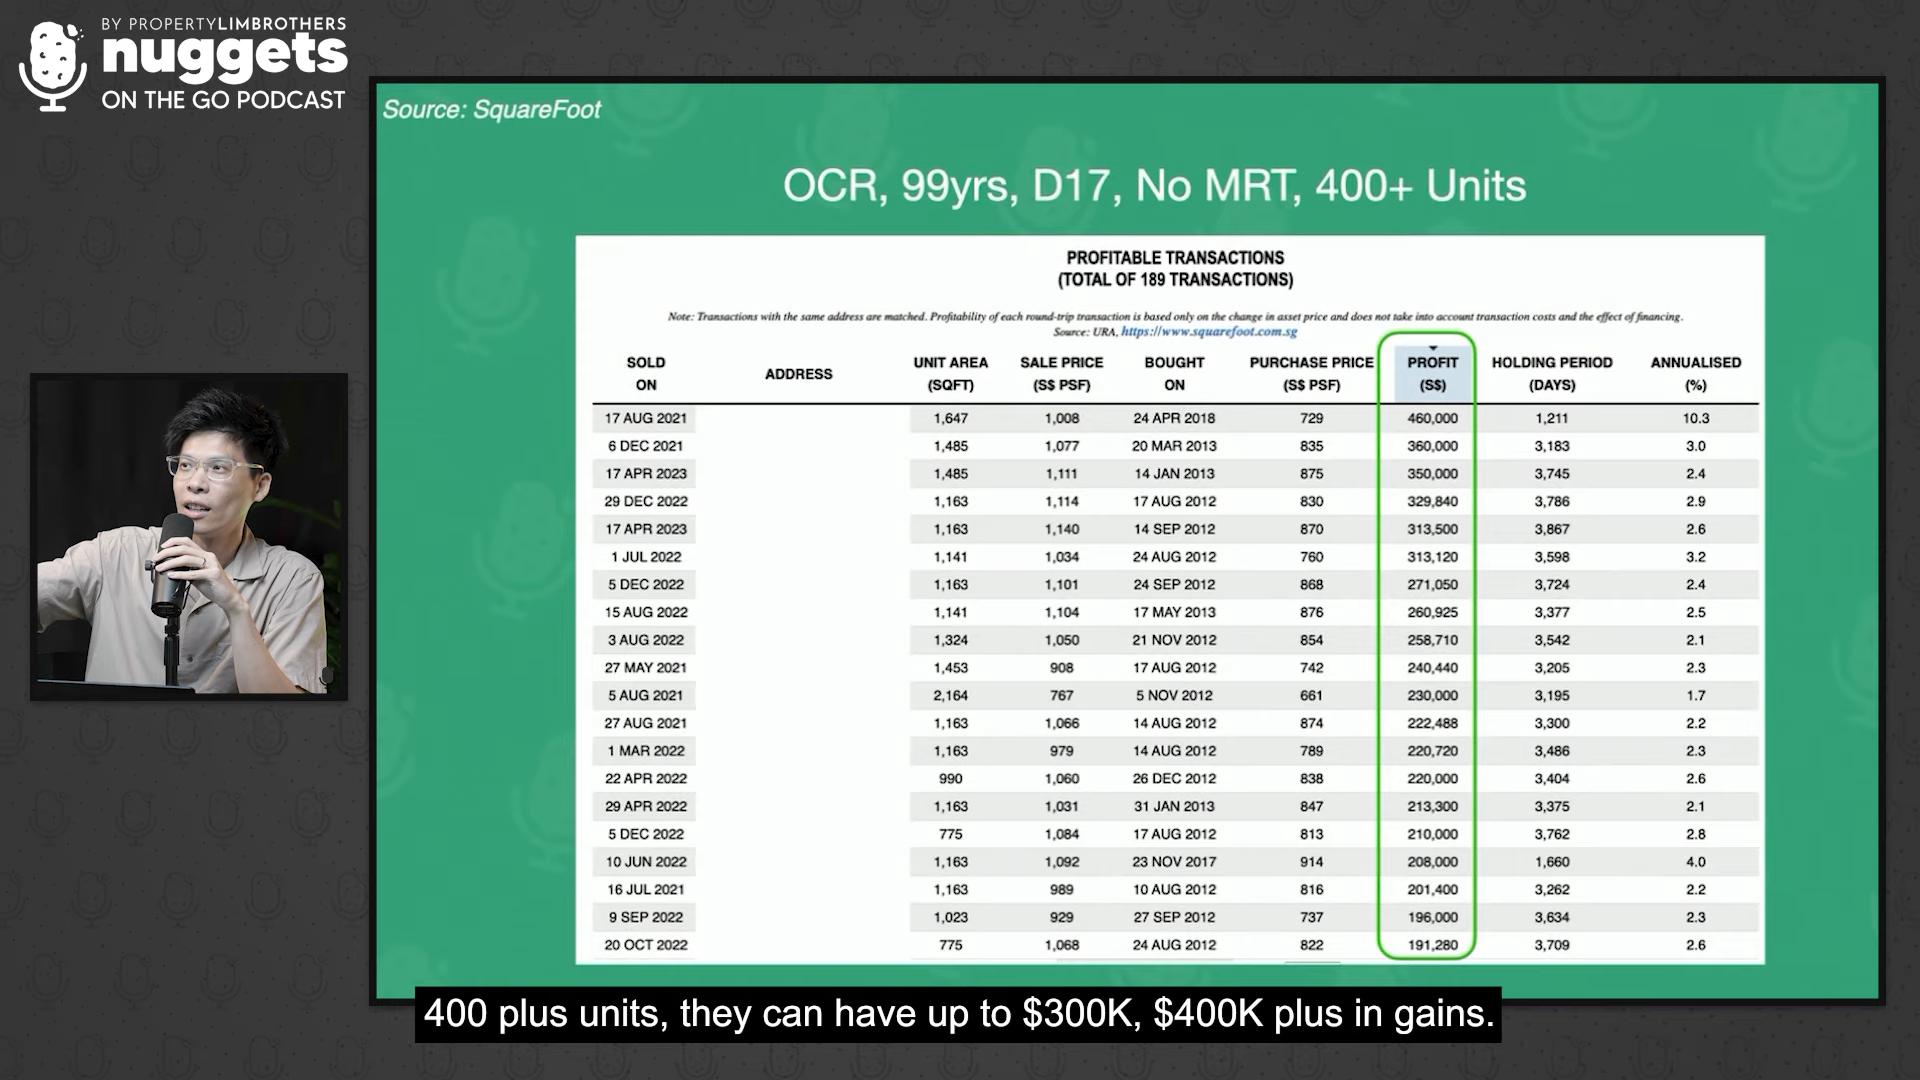 BY PROPERTYLIMBROTHERS
nuggets
ON THE GO PODCAST
Source: SquareFoot
OCR, 99yrs, D17, No MRT, 400+ Units
PROFITABLE TRANSACTIONS
(TOTAL OF 189 TRANSACTIONS)
Note: Transactions with the same address are matched. Profitability of each round-trip transaction is based only on the change in asset price and does not take into account transaction costs and the effect of financing.
Source: URA, https://www.squarefoot.com.sg
SOLD ON ADDRESS UNIT AREA (SQFT) SALE PRICE (S$ PSF) BOUGHT ON PURCHASE PRICE (S$ PSF) PROFIT (S$) HOLDING PERIOD (DAYS) ANNUALISED (%)
17 AUG 2021 1,647 1,008 24 APR 2018 729 460,000 1,211 10.3
6 DEC 2021 1,485 1,077 20 MAR 2013 835 360,000 3,183 3.0
17 APR 2023 1,485 1,111 14 JAN 2013 875 350,000 3,745 2.4
29 DEC 2022 1,163 1,114 17 AUG 2012 830 329,840 3,786 2.9
17 APR 2023 1,163 1,140 14 SEP 2012 870 313,500 3,867 2.6
1 JUL 2022 1,141 1,034 24 AUG 2012 760 313,120 3,598 3.2
5 DEC 2022 1,163 1,101 24 SEP 2012 868 271,050 3,724 2.4
15 AUG 2022 1,141 1,104 17 MAY 2013 876 260,925 3,377 2.5
3 AUG 2022 1,324 1,050 21 NOV 2012 854 258,710 3,542 2.1
27 MAY 2021 1,453 908 17 AUG 2012 742 240,440 3,205 2.3
5 AUG 2021 2,164 767 5 NOV 2012 661 230,000 3,195 1.7
27 AUG 2021 1,163 1,066 14 AUG 2012 874 222,488 3,300 2.2
1 MAR 2022 1,163 979 14 AUG 2012 789 220,720 3,486 2.3
22 APR 2022 990 1,060 26 DEC 2012 838 220,000 3,404 2.6
29 APR 2022 1,163 1,031 31 JAN 2013 847 213,300 3,375 2.1
5 DEC 2022 775 1,084 17 AUG 2012 813 210,000 3,762 2.8
10 JUN 2022 1,163 1,092 23 NOV 2017 914 208,000 1,660 4.0
16 JUL 2021 1,163 989 10 AUG 2012 816 201,400 3,262 2.2
9 SEP 2022 1,023 929 27 SEP 2012 737 196,000 3,634 2.3
20 OCT 2022 775 1,068 24 AUG 2012 822 191,280 3,709 2.6
400 plus units, they can have up to $300K, $400K plus in gains.